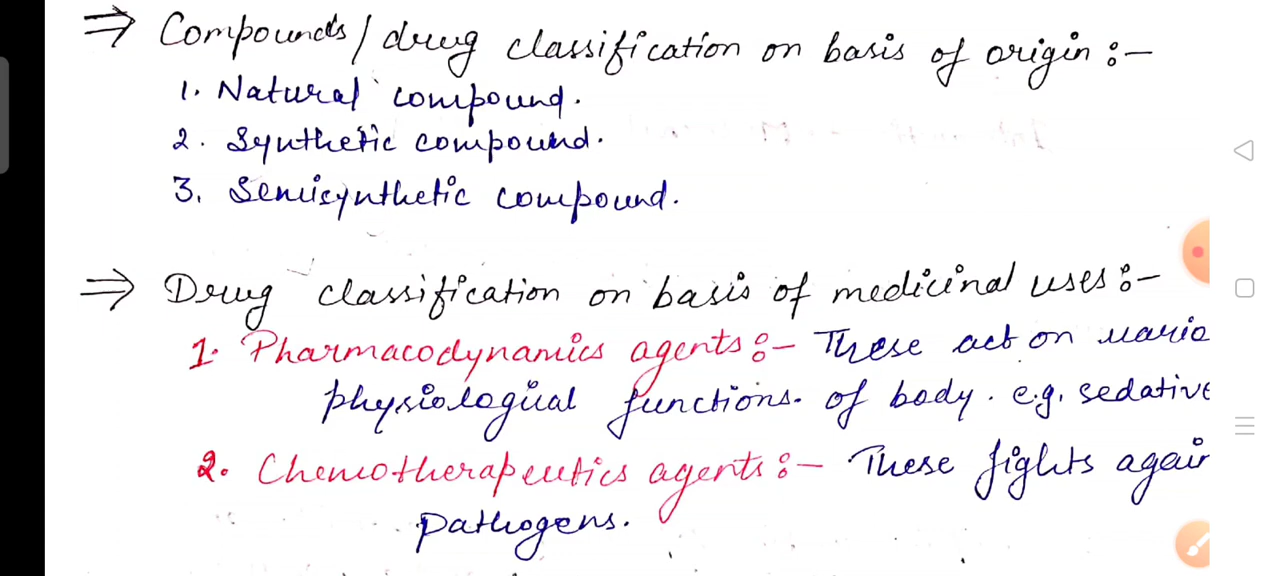 ⇒ Compounds/drug classification on basis of origin :-
1. Natural compound.
2. Synthetic compound.
3. Semisynthetic compound.
⇒ Drug classification on basis of medicinal uses :-
1. Pharmacodynamics agents :- These act on vario
physiological functions. of body. e.g. sedative
2. Chemotherapeutics agents :- These fights again
pathogens.